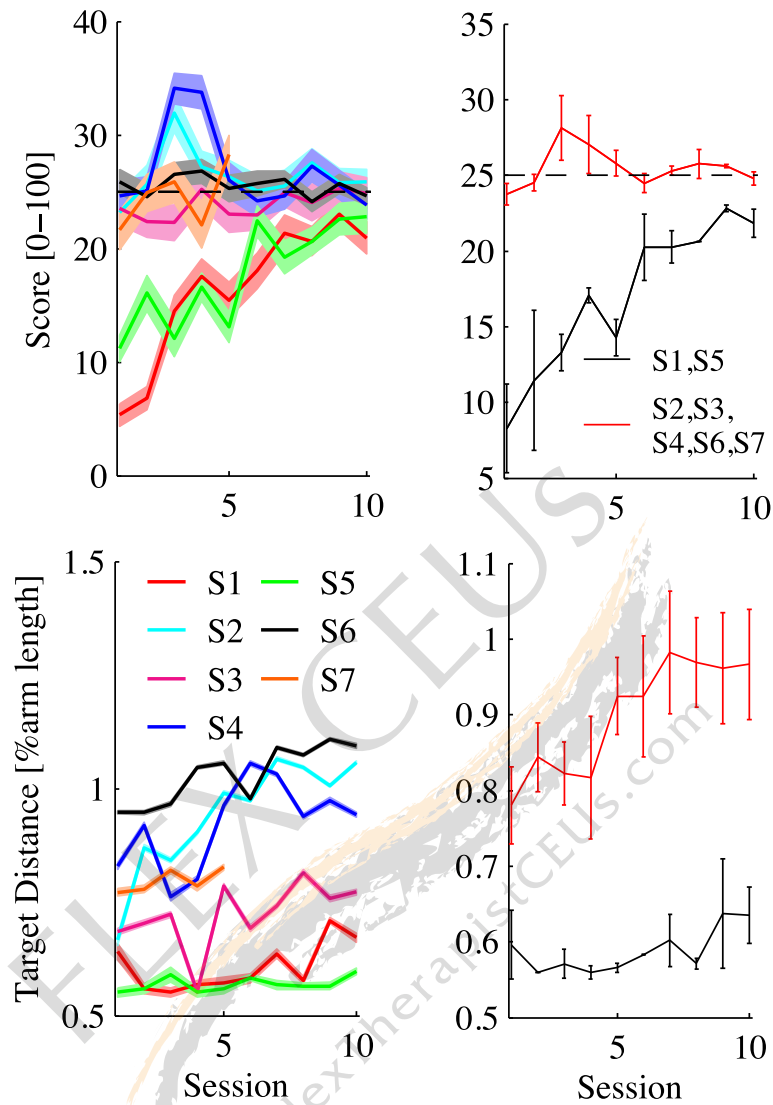 40
30
20
10
0
5
10
Score [0−100]
35
30
25
20
15
10
5
5
10
S1,S5
S2,S3,
S4,S6,S7
1.5
1
0.5
5
10
Target Distance [%arm length]
Session
S1
S2
S3
S4
S5
S6
S7
1.1
1
0.9
0.8
0.7
0.6
0.5
5
10
Session
FLEX CEUs
lexTherapistCEUs.com